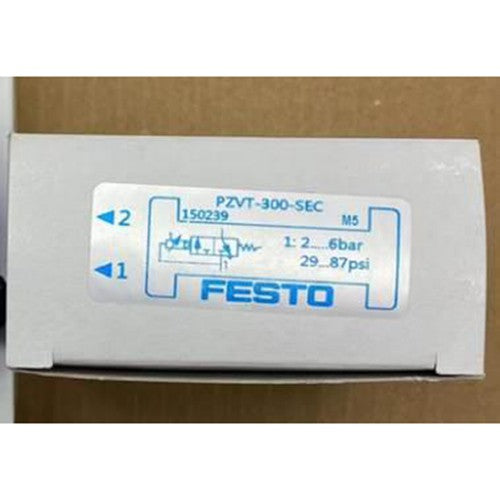 PZVT-300-SEC
150239 M5
◄2
1: 2....6bar
◄1
29...87psi
FESTO